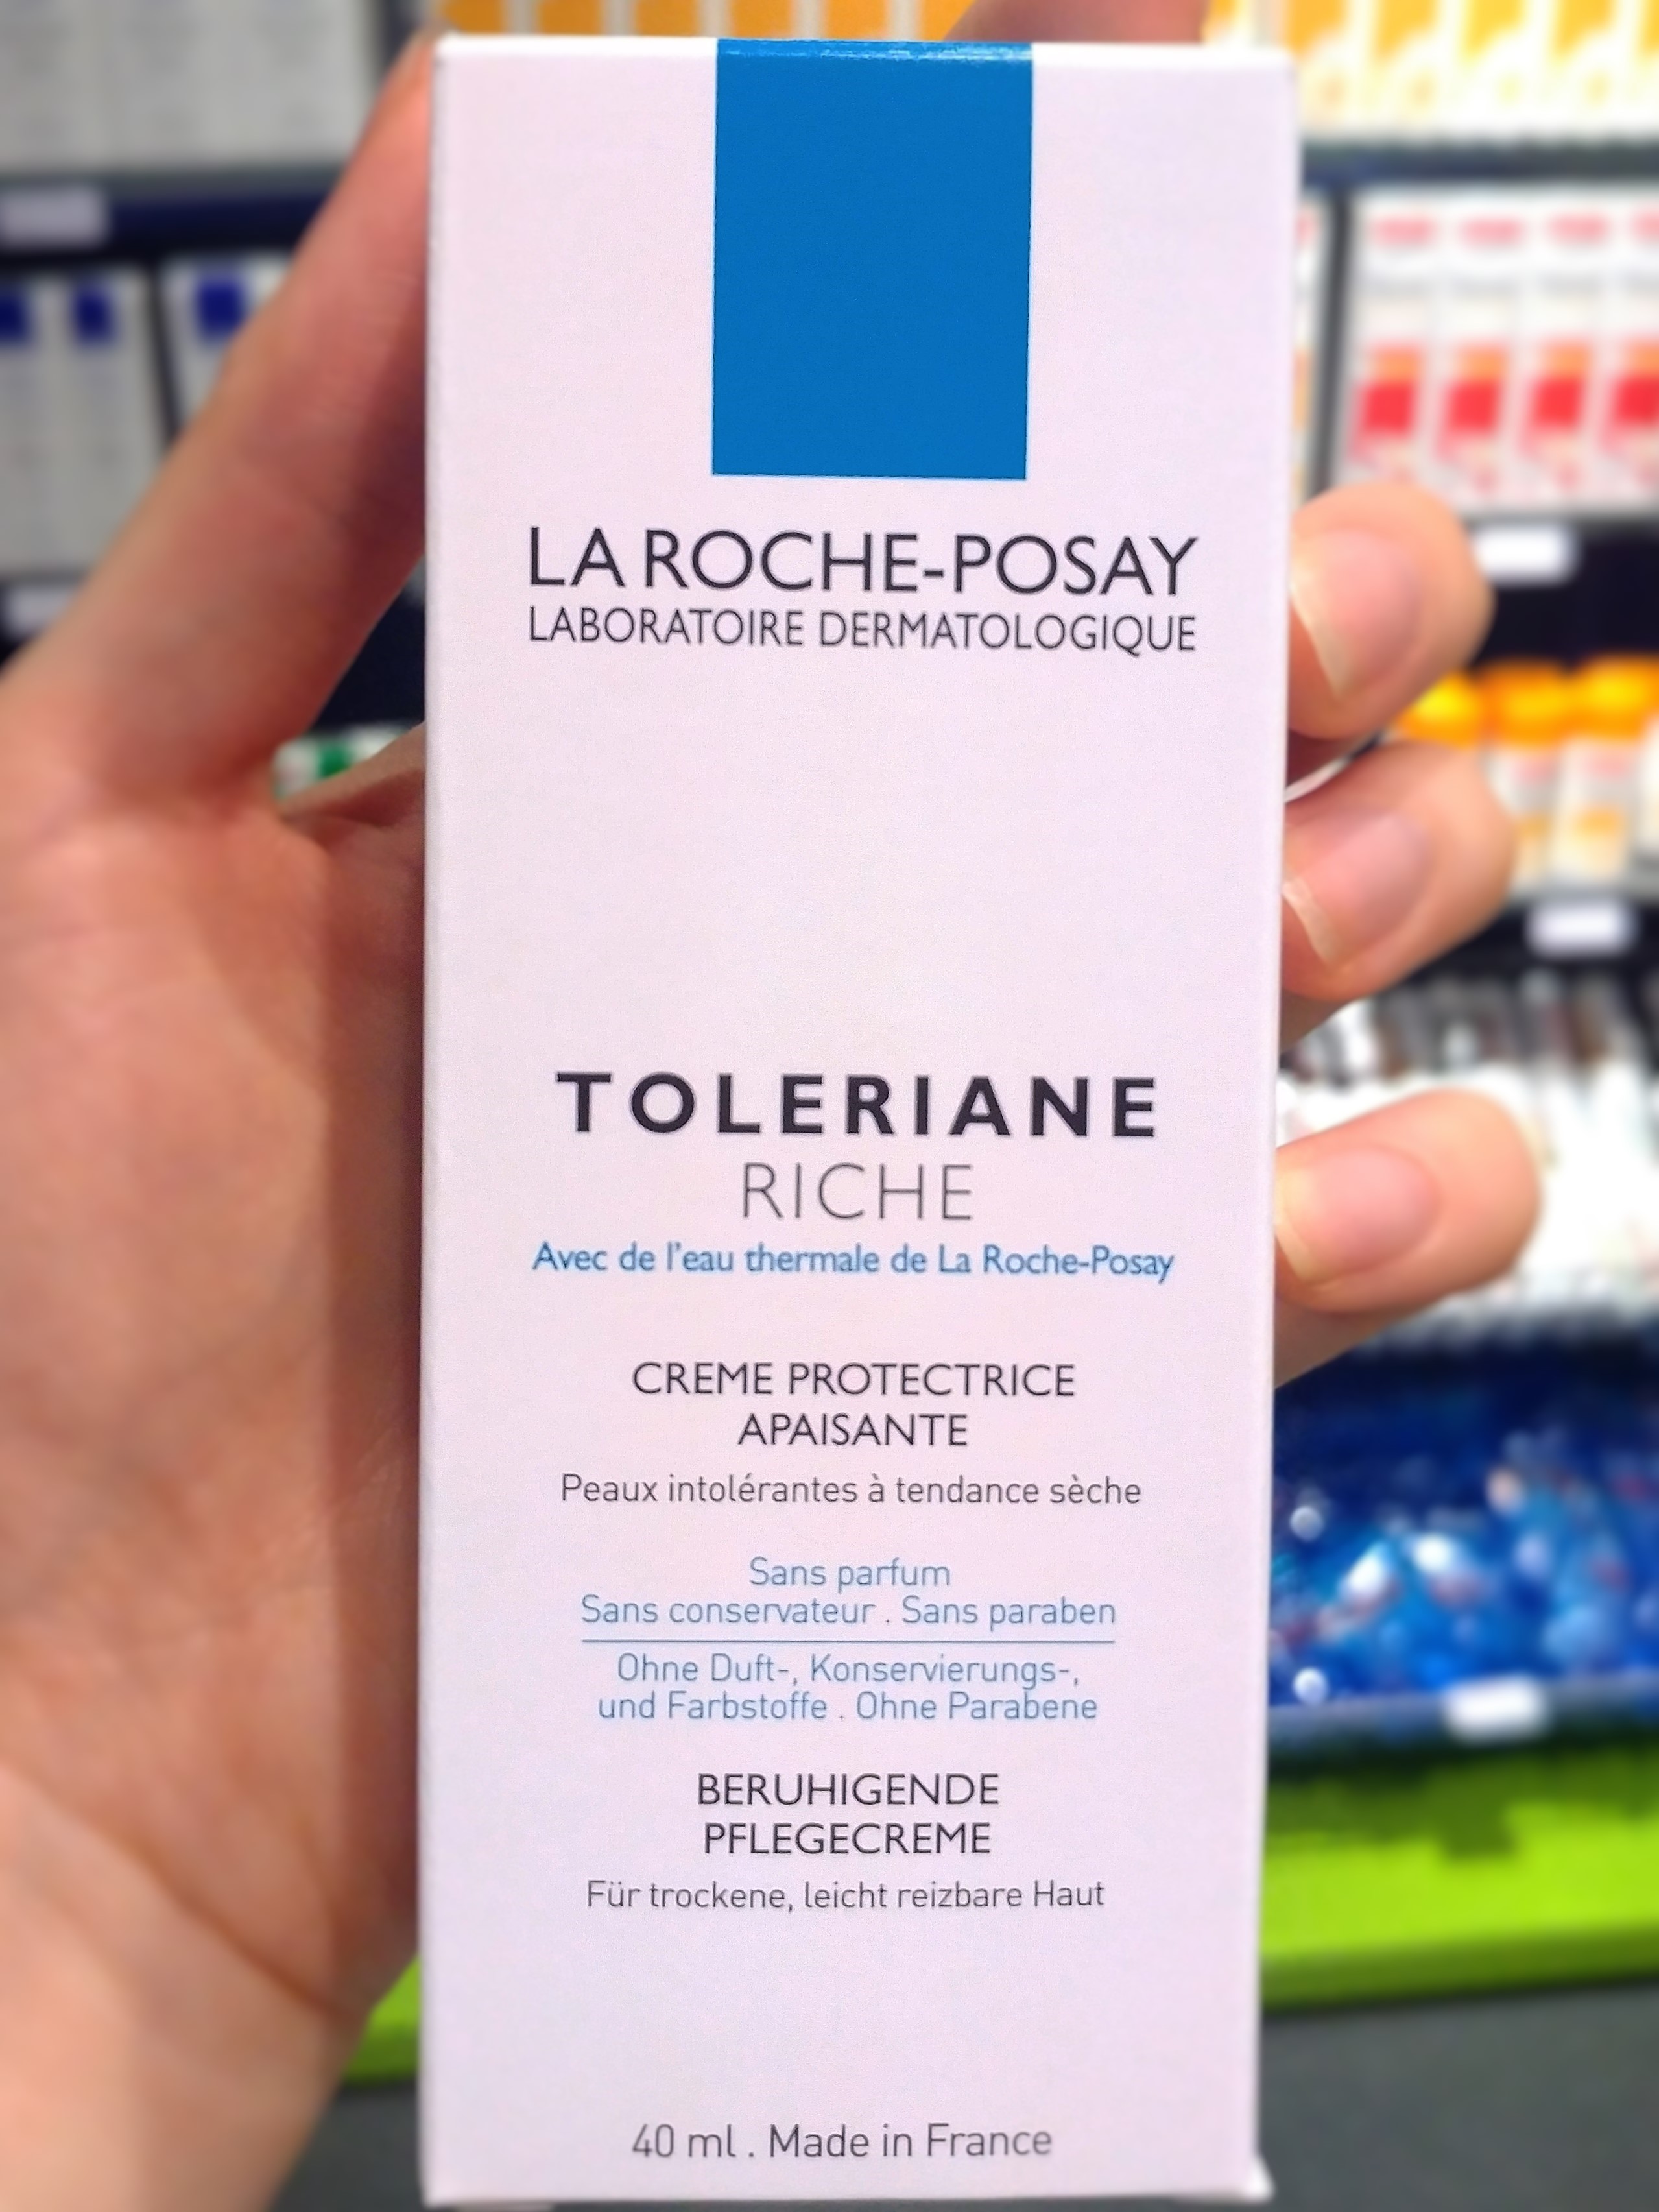 LA ROCHE-POSAY
LABORATOIRE DERMATOLOGIQUE
TOLERIANE
RICHE
Avec de l'eau thermale de La Roche-Posay
CREME PROTECTRICE
APAISANTE
Peaux intolérantes à tendance sèche
Sans parfum
Sans conservateur . Sans paraben
Ohne Duft-, Konservierungs-,
und Farbstoffe . Ohne Parabene
BERUHIGENDE
PFLEGECREME
Für trockene, leicht reizbare Haut
40 ml . Made in France